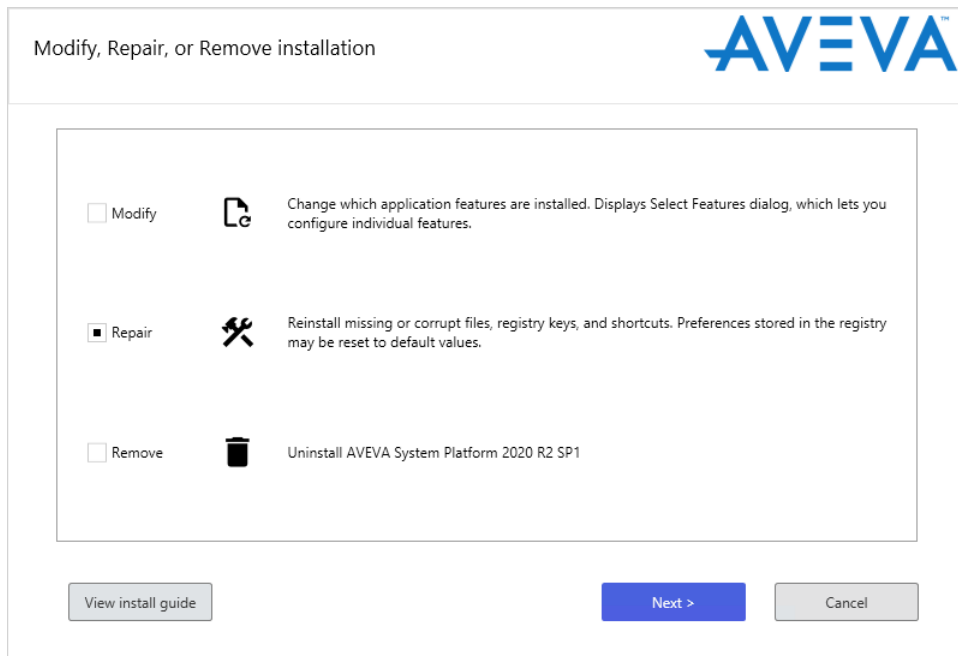 Modify, Repair, or Remove installation
AVEVA™
Modify
Change which application features are installed. Displays Select Features dialog, which lets you
configure individual features.
Repair
Reinstall missing or corrupt files, registry keys, and shortcuts. Preferences stored in the registry
may be reset to default values.
Remove
Uninstall AVEVA System Platform 2020 R2 SP1
View install guide
Next >
Cancel